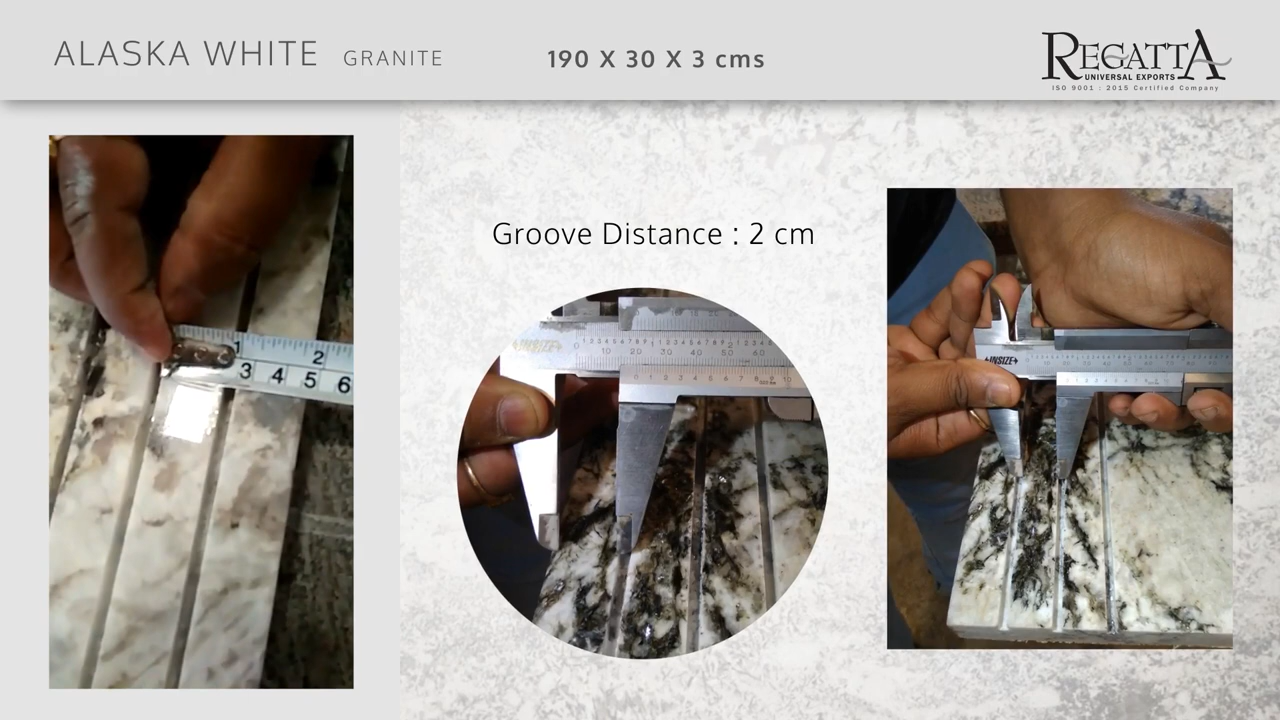 ALASKA WHITE GRANITE
190 X 30 X 3 cms
REGATTA
UNIVERSAL EXPORTS
ISO 9001 : 2015 Certified Company
Groove Distance : 2 cm
1 2
3 4 5 6
INSIZE
0 10 20 30 40 50 60
0 1 2 3 4 5 6 7 8 9 10
INSIZE